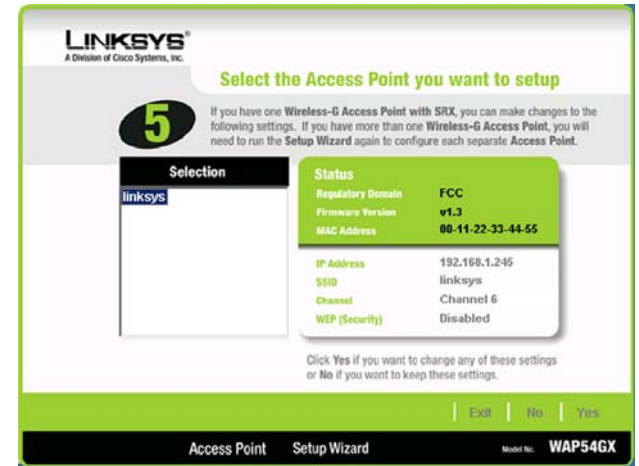 LINKSYS®
A Division of Cisco Systems, Inc.
Select the Access Point you want to setup
5
If you have one Wireless-G Access Point with SRX, you can make changes to the
following settings. If you have more than one Wireless-G Access Point, you will
need to run the Setup Wizard again to configure each separate Access Point.
Selection
linksys
Status
Regulatory Domain FCC
Firmware Version v1.3
MAC Address 00-11-22-33-44-55
IP Address 192.168.1.245
SSID linksys
Channel Channel 6
WEP (Security) Disabled
Click Yes if you want to change any of these settings
or No if you want to keep these settings.
Exit No Yes
Access Point Setup Wizard Model No. WAP54GX